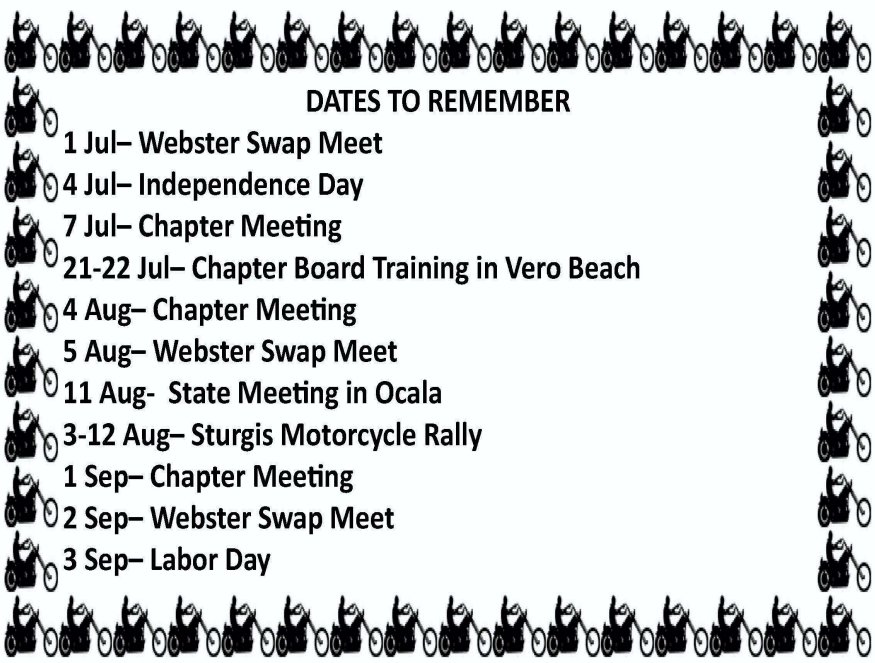 DATES TO REMEMBER
1 Jul– Webster Swap Meet
4 Jul– Independence Day
7 Jul– Chapter Meeting
21-22 Jul– Chapter Board Training in Vero Beach
4 Aug– Chapter Meeting
5 Aug– Webster Swap Meet
11 Aug-  State Meeting in Ocala
3-12 Aug– Sturgis Motorcycle Rally
1 Sep– Chapter Meeting
2 Sep– Webster Swap Meet
3 Sep– Labor Day